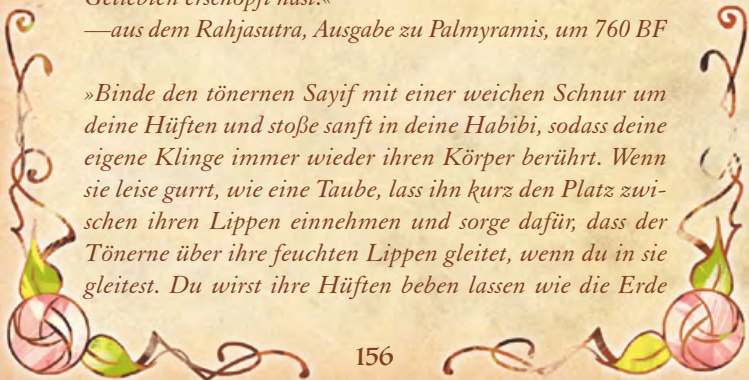 Geliebten erschöpft hast.«
—aus dem Rahjasutra, Ausgabe zu Palmyramis, um 760 BF
»Binde den tönernen Sayif mit einer weichen Schnur um
deine Hüften und stoße sanft in deine Habibi, sodass deine
eigene Klinge immer wieder ihren Körper berührt. Wenn
sie leise gurrt, wie eine Taube, lass ihn kurz den Platz zwi-
schen ihren Lippen einnehmen und sorge dafür, dass der
Tönerne über ihre feuchten Lippen gleitet, wenn du in sie
gleitest. Du wirst ihre Hüften beben lassen wie die Erde
156